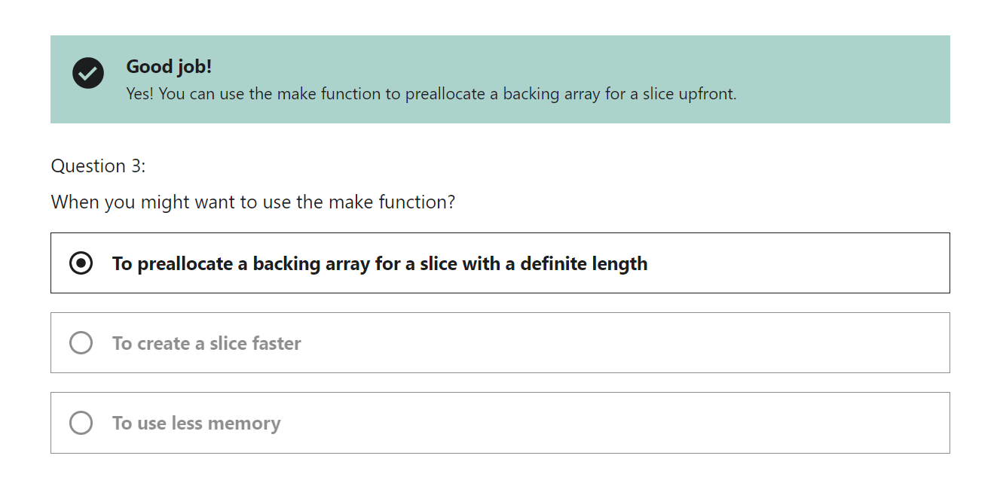 Good job!
Yes! You can use the make function to preallocate a backing array for a slice upfront.
Question 3:
When you might want to use the make function?
To preallocate a backing array for a slice with a definite length
To create a slice faster
To use less memory